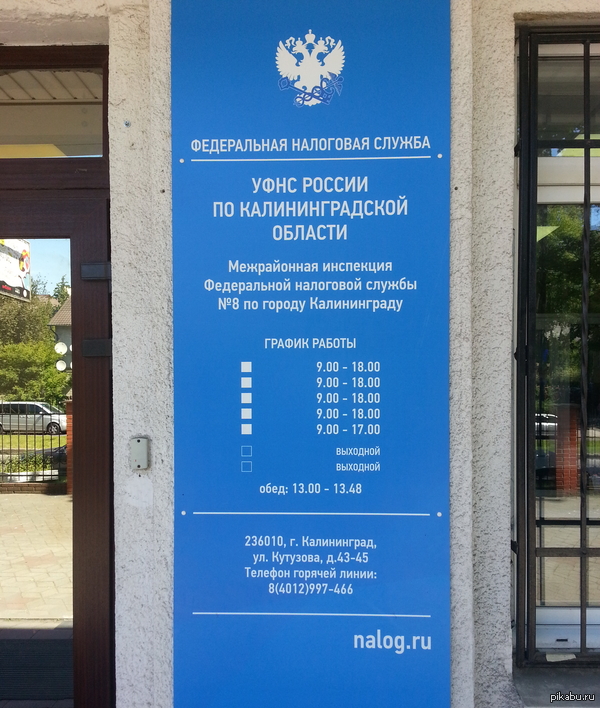 ФЕДЕРАЛЬНАЯ НАЛОГОВАЯ СЛУЖБА
УФНС РОССИИ
ПО КАЛИНИНГРАДСКОЙ
ОБЛАСТИ
Межрайонная инспекция
Федеральной налоговой службы
№8 по городу Калининграду
ГРАФИК РАБОТЫ
9.00 - 18.00
9.00 - 18.00
9.00 - 18.00
9.00 - 18.00
9.00 - 17.00
выходной
выходной
обед: 13.00 - 13.48
236010, г. Калининград,
ул. Кутузова, д.43-45
Телефон горячей линии:
8(4012)997-466
nalog.ru
pikabu.ru